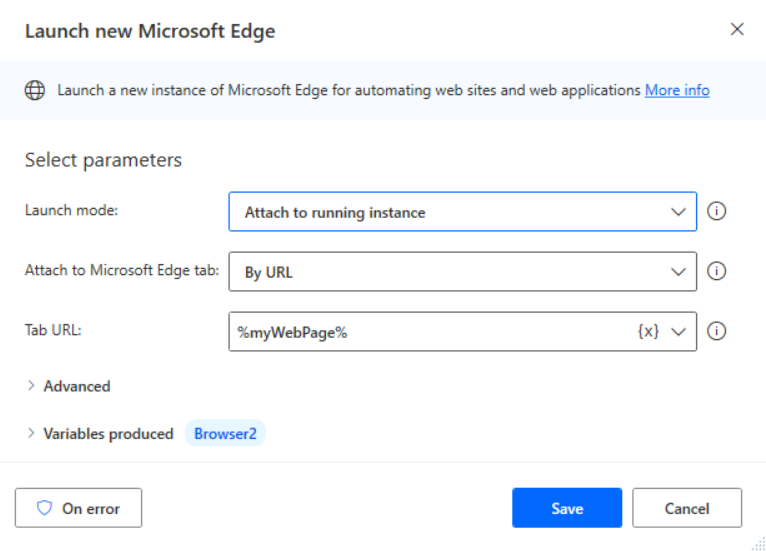 Launch new Microsoft Edge
Launch a new instance of Microsoft Edge for automating web sites and web applications More info
Select parameters
Launch mode: Attach to running instance
Attach to Microsoft Edge tab: By URL
Tab URL: %myWebPage% {x}
Advanced
Variables produced Browser2
On error Save Cancel